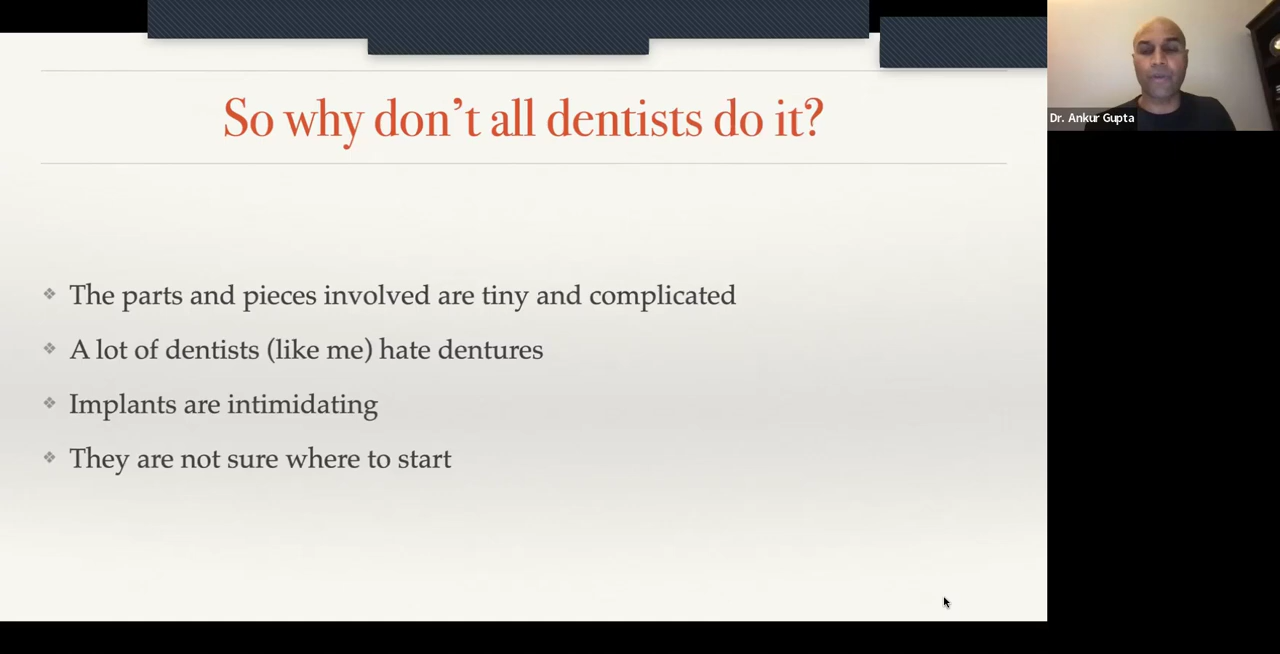 So why don’t all dentists do it?
Dr. Ankur Gupta
The parts and pieces involved are tiny and complicated
A lot of dentists (like me) hate dentures
Implants are intimidating
They are not sure where to start